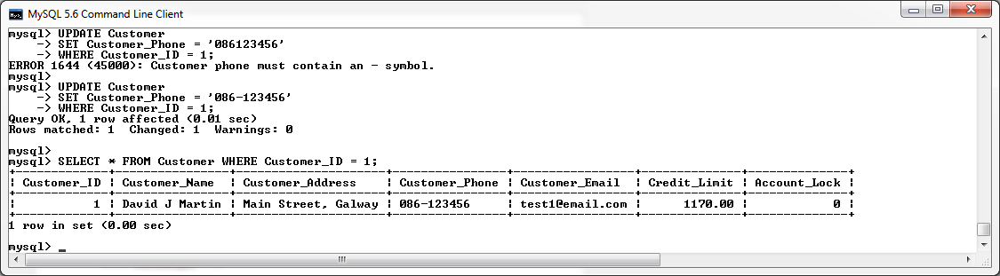 MySQL 5.6 Command Line Client
mysql> UPDATE Customer
    -> SET Customer_Phone = '086123456'
    -> WHERE Customer_ID = 1;
ERROR 1644 (45000): Customer phone must contain an - symbol.
mysql>
mysql> UPDATE Customer
    -> SET Customer_Phone = '086-123456'
    -> WHERE Customer_ID = 1;
Query OK, 1 row affected (0.01 sec)
Rows matched: 1  Changed: 1  Warnings: 0
mysql>
mysql> SELECT * FROM Customer WHERE Customer_ID = 1;
+-------------+----------------+---------------------+----------------+-----------------+--------------+--------------+
| Customer_ID | Customer_Name  | Customer_Address    | Customer_Phone | Customer_Email  | Credit_Limit | Account_Lock |
+-------------+----------------+---------------------+----------------+-----------------+--------------+--------------+
|           1 | David J Martin | Main Street, Galway | 086-123456     | test1@email.com |      1170.00 |            0 |
+-------------+----------------+---------------------+----------------+-----------------+--------------+--------------+
1 row in set (0.00 sec)
mysql> _